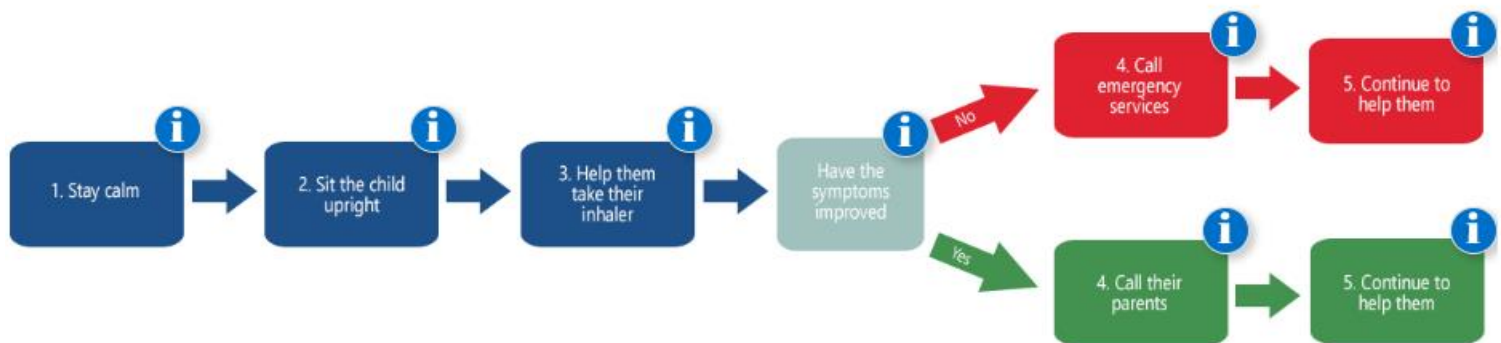 1. Stay calm
2. Sit the child
upright
3. Help them
take their
inhaler
Have the
symptoms
improved
No
4. Call
emergency
services
5. Continue to
help them
Yes
4. Call their
parents
5. Continue to
help them
i
i
i
i
i
i
i
i